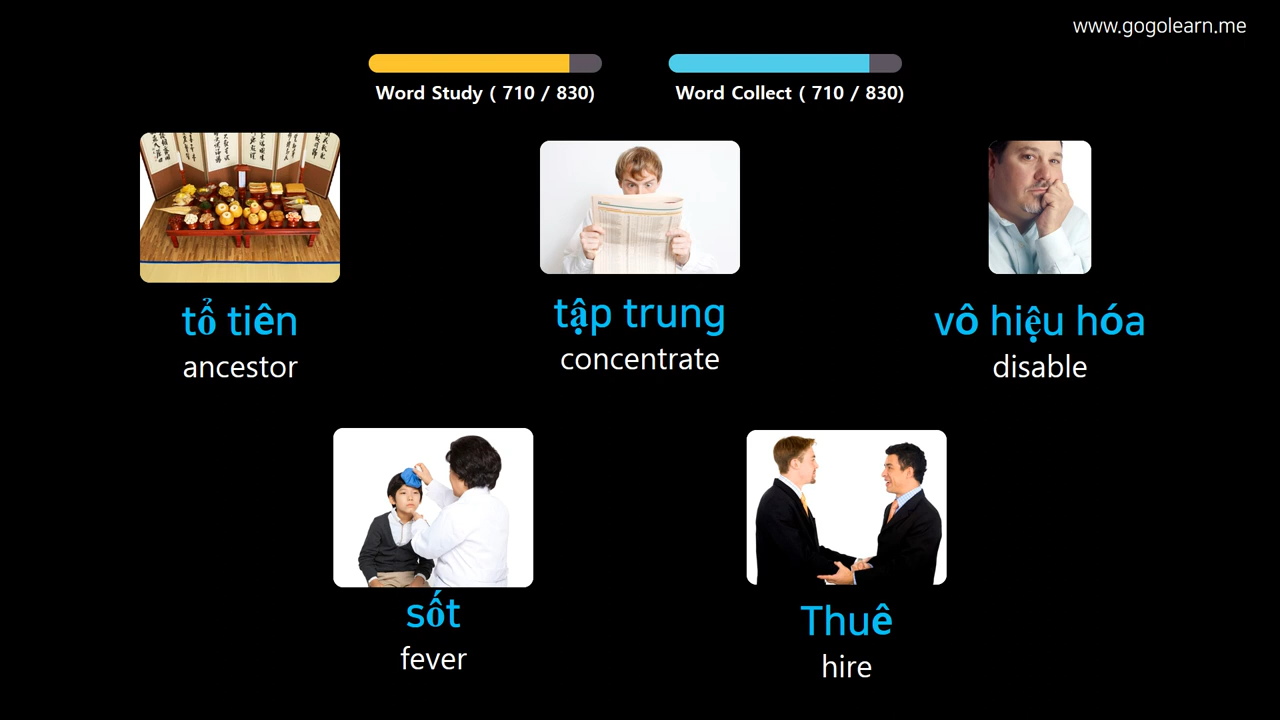 www.gogolearn.me
Word Study ( 710 / 830)
Word Collect ( 710 / 830)
tổ tiên
ancestor
tập trung
concentrate
vô hiệu hóa
disable
sốt
fever
Thuê
hire